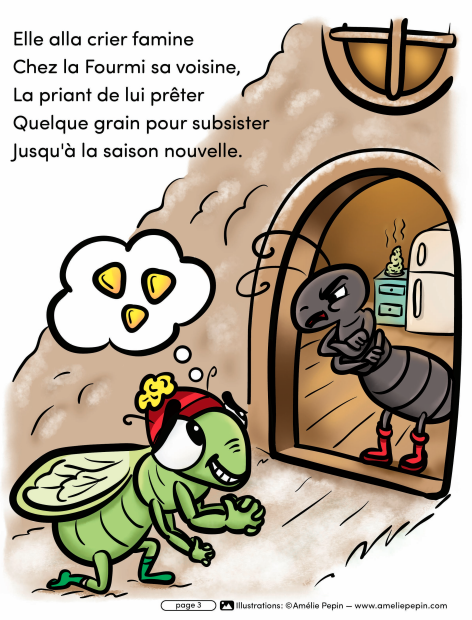 Elle alla crier famine
Chez la Fourmi sa voisine,
La priant de lui prêter
Quelque grain pour subsister
Jusqu'à la saison nouvelle.
page 3 Illustrations: ©Amélie Pepin — www.ameliepepin.com